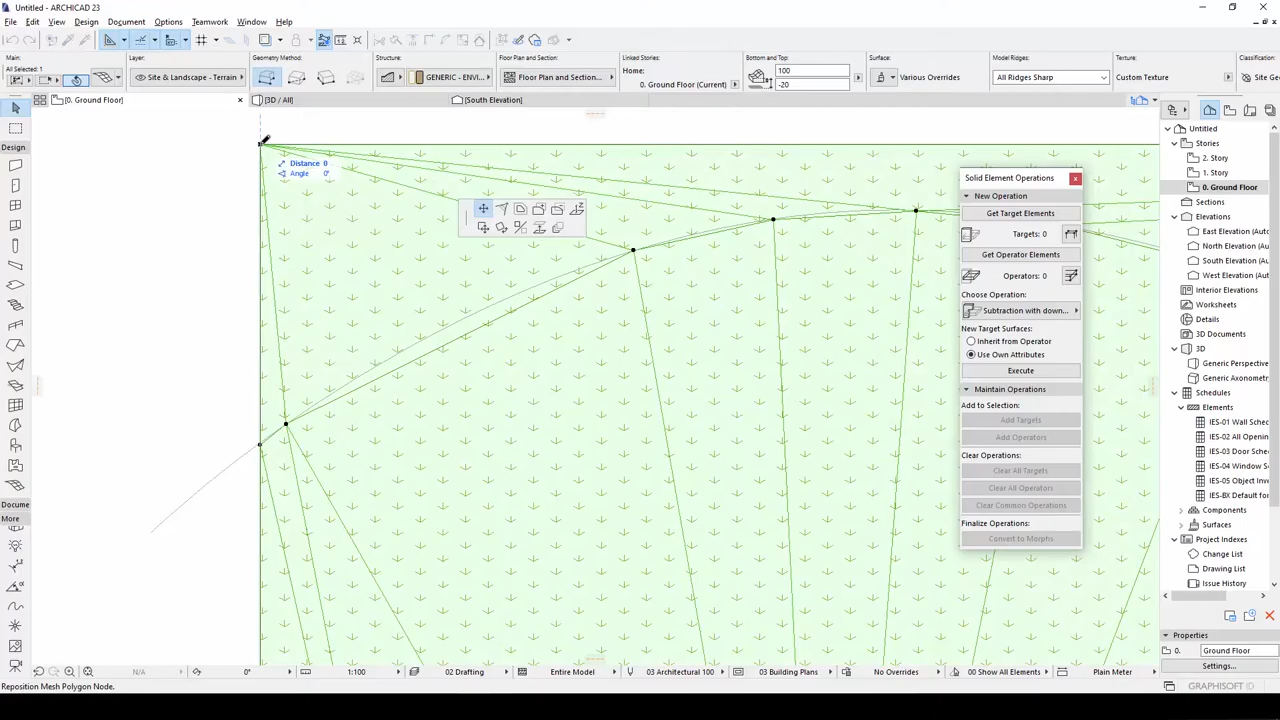 Untitled - ARCHICAD 23
File Edit View Design Document Options Teamwork Window Help
Main:
All Selected: 1
Layer:
Site & Landscape - Terrain
Geometry Method:
Structure:
GENERIC - ENVI...
Floor Plan and Section:
Floor Plan and Section...
Linked Stories:
Home:
0. Ground Floor (Current)
Bottom and Top:
100
-20
Surface:
Various Overrides
Model Ridges:
All Ridges Sharp
Texture:
Custom Texture
Classification:
Site Ge
[0. Ground Floor]
[3D / All]
[South Elevation]
Design
Docume
More
Distance 0
Angle 0°
Solid Element Operations
New Operation
Get Target Elements
Targets: 0
Get Operator Elements
Operators: 0
Choose Operation:
Subtraction with down...
New Target Surfaces:
Inherit from Operator
Use Own Attributes
Execute
Maintain Operations
Add to Selection:
Add Targets
Add Operators
Clear Operations:
Clear All Targets
Clear All Operators
Clear Common Operations
Finalize Operations:
Convert to Morphs
Untitled
Stories
2. Story
1. Story
0. Ground Floor
Sections
Elevations
East Elevation (Auto
North Elevation (Au
South Elevation (Au
West Elevation (Aut
Interior Elevations
Worksheets
Details
3D Documents
3D
Generic Perspective
Generic Axonometry
Schedules
Elements
IES-01 Wall Sched
IES-02 All Opening
IES-03 Door Sche
IES-04 Window S
IES-05 Object Inve
IES-BX Default fo
Components
Surfaces
Project Indexes
Change List
Drawing List
Issue History
Properties
0. Ground Floor
Settings...
N/A
0°
1:100
02 Drafting
Entire Model
03 Architectural 100
03 Building Plans
No Overrides
00 Show All Elements
Plain Meter
Reposition Mesh Polygon Node.
GRAPHISOFT ID